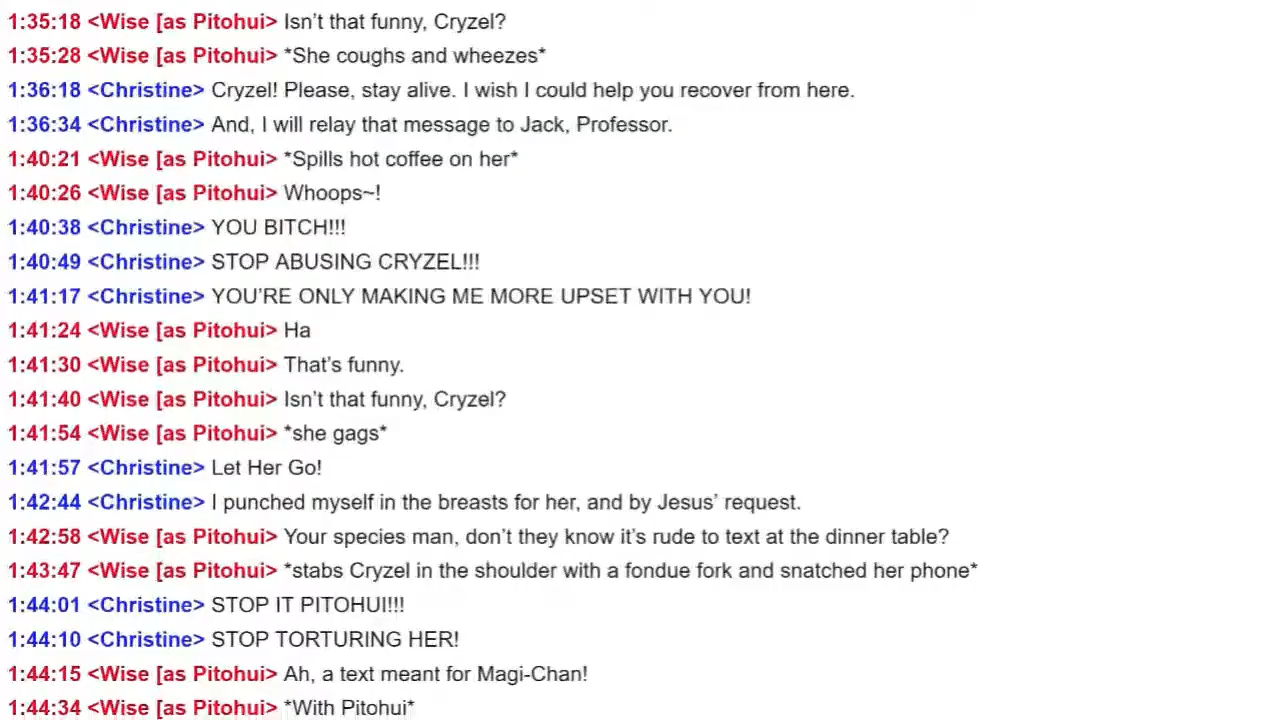 1:35:18 <Wise [as Pitohui> Isn’t that funny, Cryzel?
1:35:28 <Wise [as Pitohui> *She coughs and wheezes*
1:36:18 <Christine> Cryzel! Please, stay alive. I wish I could help you recover from here.
1:36:34 <Christine> And, I will relay that message to Jack, Professor.
1:40:21 <Wise [as Pitohui> *Spills hot coffee on her*
1:40:26 <Wise [as Pitohui> Whoops~!
1:40:38 <Christine> YOU BITCH!!!
1:40:49 <Christine> STOP ABUSING CRYZEL!!!
1:41:17 <Christine> YOU’RE ONLY MAKING ME MORE UPSET WITH YOU!
1:41:24 <Wise [as Pitohui> Ha
1:41:30 <Wise [as Pitohui> That’s funny.
1:41:40 <Wise [as Pitohui> Isn’t that funny, Cryzel?
1:41:54 <Wise [as Pitohui> *she gags*
1:41:57 <Christine> Let Her Go!
1:42:44 <Christine> I punched myself in the breasts for her, and by Jesus’ request.
1:42:58 <Wise [as Pitohui> Your species man, don’t they know it’s rude to text at the dinner table?
1:43:47 <Wise [as Pitohui> *stabs Cryzel in the shoulder with a fondue fork and snatched her phone*
1:44:01 <Christine> STOP IT PITOHUI!!!
1:44:10 <Christine> STOP TORTURING HER!
1:44:15 <Wise [as Pitohui> Ah, a text meant for Magi-Chan!
1:44:34 <Wise [as Pitohui> *With Pitohui*